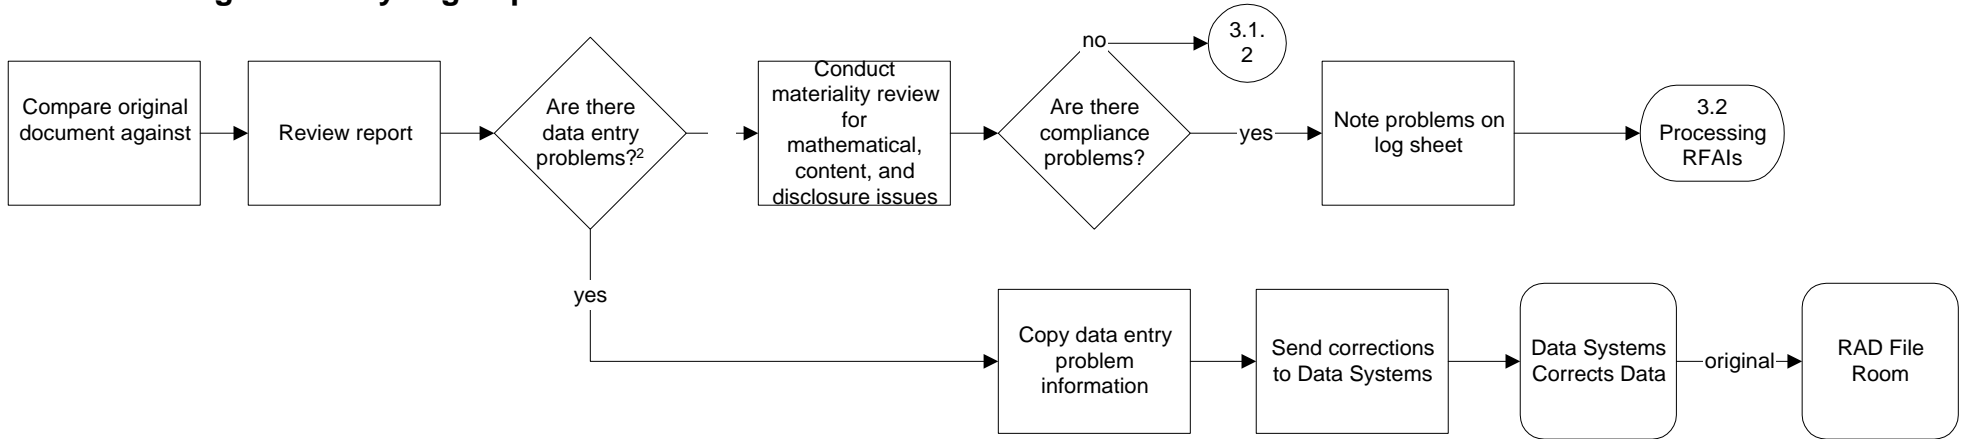 Compare original
document against
Review report
Are there
data entry
problems?²
Conduct
materiality review
for
mathematical,
content, and
disclosure issues
Are there
compliance
problems?
no
3.1.
2
yes
Note problems on
log sheet
3.2
Processing
RFAIs
yes
Copy data entry
problem
information
Send corrections
to Data Systems
Data Systems
Corrects Data
original
RAD File
Room